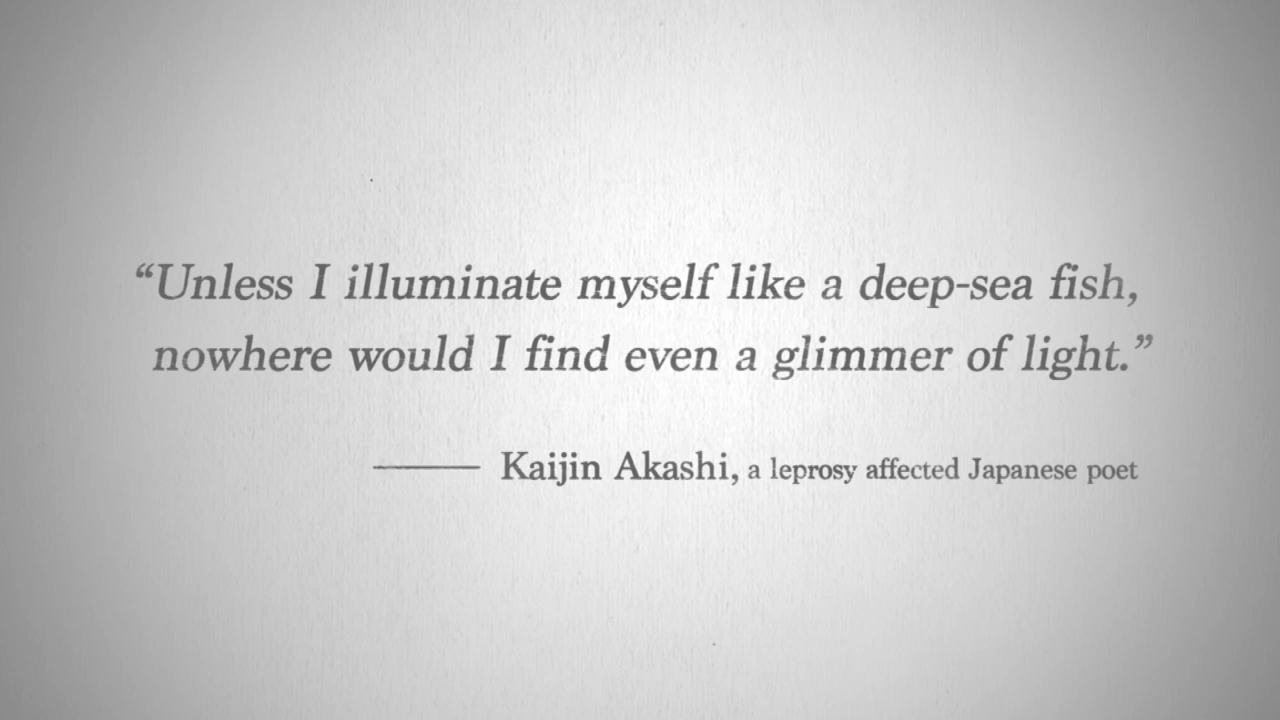 “Unless I illuminate myself like a deep-sea fish,
nowhere would I find even a glimmer of light.”
—— Kaijin Akashi, a leprosy affected Japanese poet